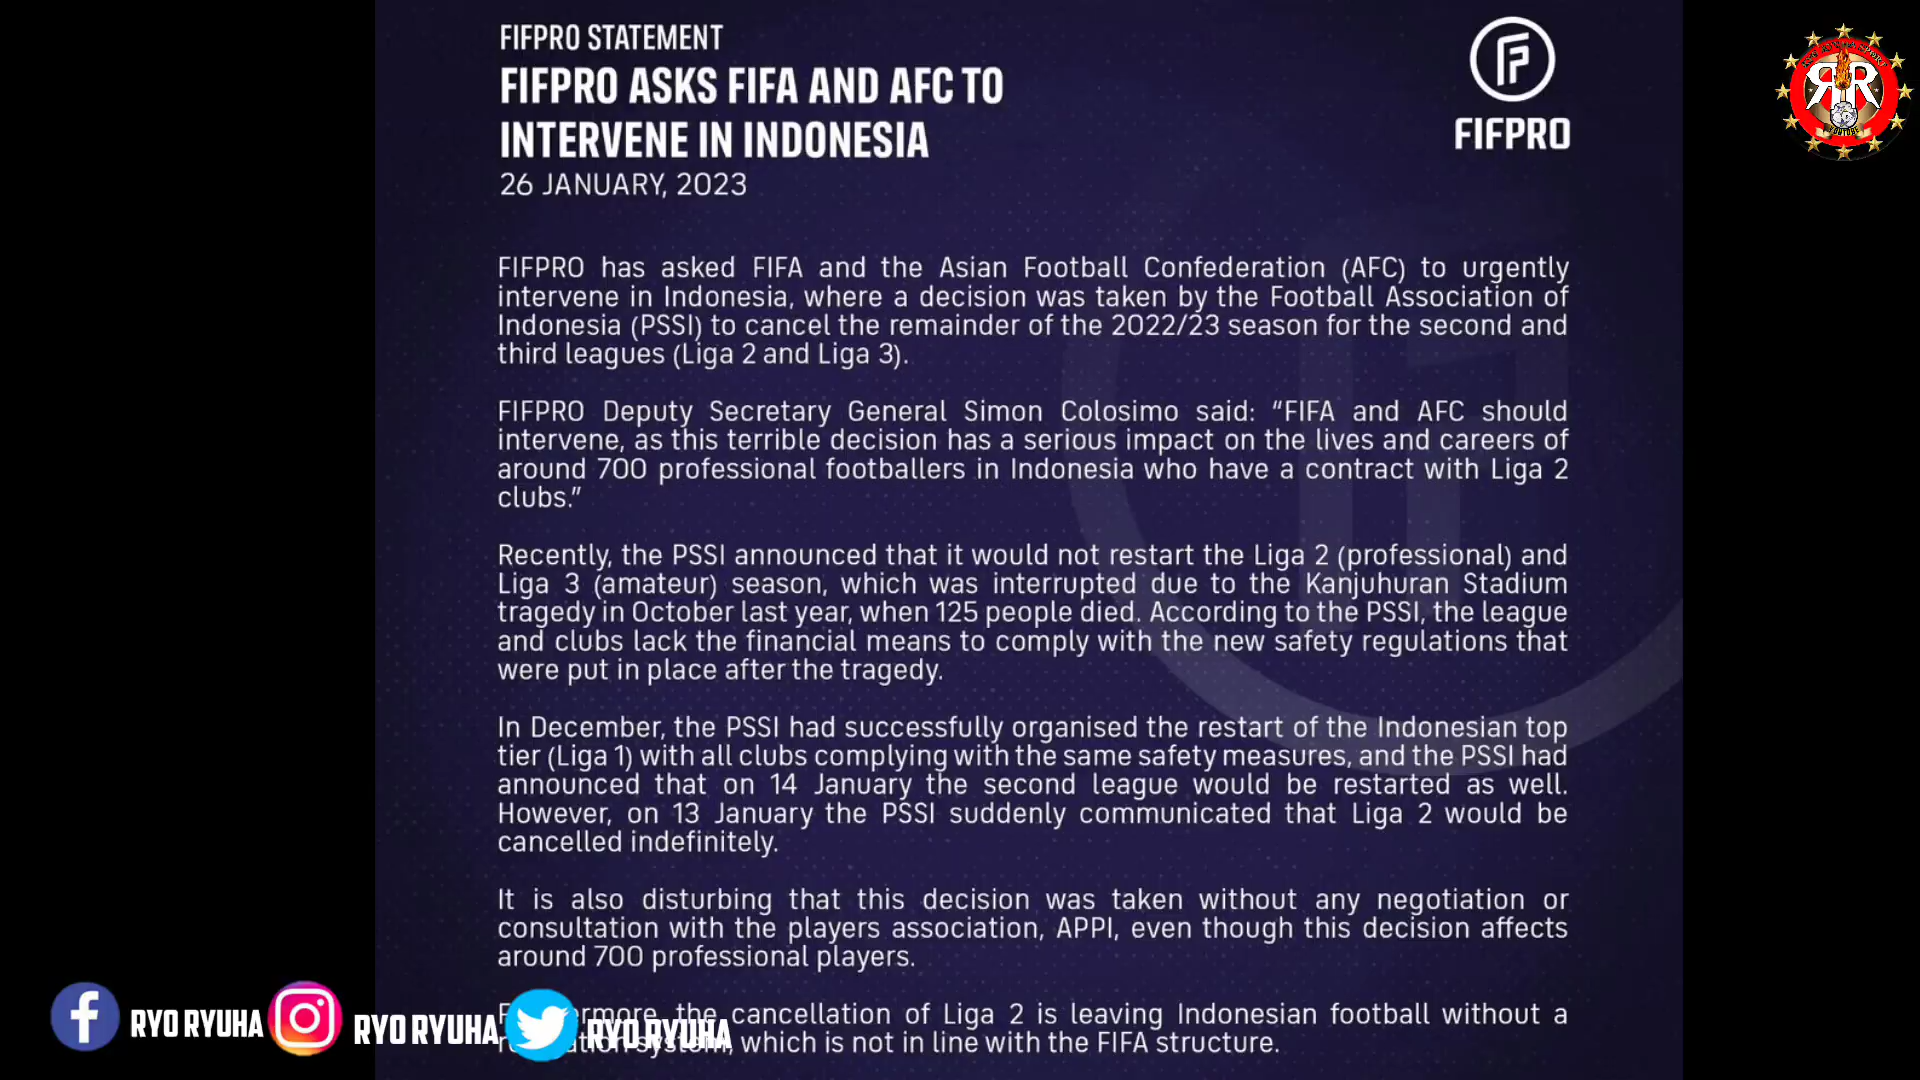 FIFPRO STATEMENT
FIFPRO ASKS FIFA AND AFC TO
INTERVENE IN INDONESIA
26 JANUARY, 2023
FIFPRO
FIFPRO has asked FIFA and the Asian Football Confederation (AFC) to urgently
intervene in Indonesia, where a decision was taken by the Football Association of
Indonesia (PSSI) to cancel the remainder of the 2022/23 season for the second and
third leagues (Liga 2 and Liga 3).
FIFPRO Deputy Secretary General Simon Colosimo said: “FIFA and AFC should
intervene, as this terrible decision has a serious impact on the lives and careers of
around 700 professional footballers in Indonesia who have a contract with Liga 2
clubs.”
Recently, the PSSI announced that it would not restart the Liga 2 (professional) and
Liga 3 (amateur) season, which was interrupted due to the Kanjuhuran Stadium
tragedy in October last year, when 125 people died. According to the PSSI, the league
and clubs lack the financial means to comply with the new safety regulations that
were put in place after the tragedy.
In December, the PSSI had successfully organised the restart of the Indonesian top
tier (Liga 1) with all clubs complying with the same safety measures, and the PSSI had
announced that on 14 January the second league would be restarted as well.
However, on 13 January the PSSI suddenly communicated that Liga 2 would be
cancelled indefinitely.
It is also disturbing that this decision was taken without any negotiation or
consultation with the players association, APPI, even though this decision affects
around 700 professional players.
the cancellation of Liga 2 is leaving Indonesian football without a
system, which is not in line with the FIFA structure.
RYO RYUHA
RYO RYUHA
RYO RYUHA